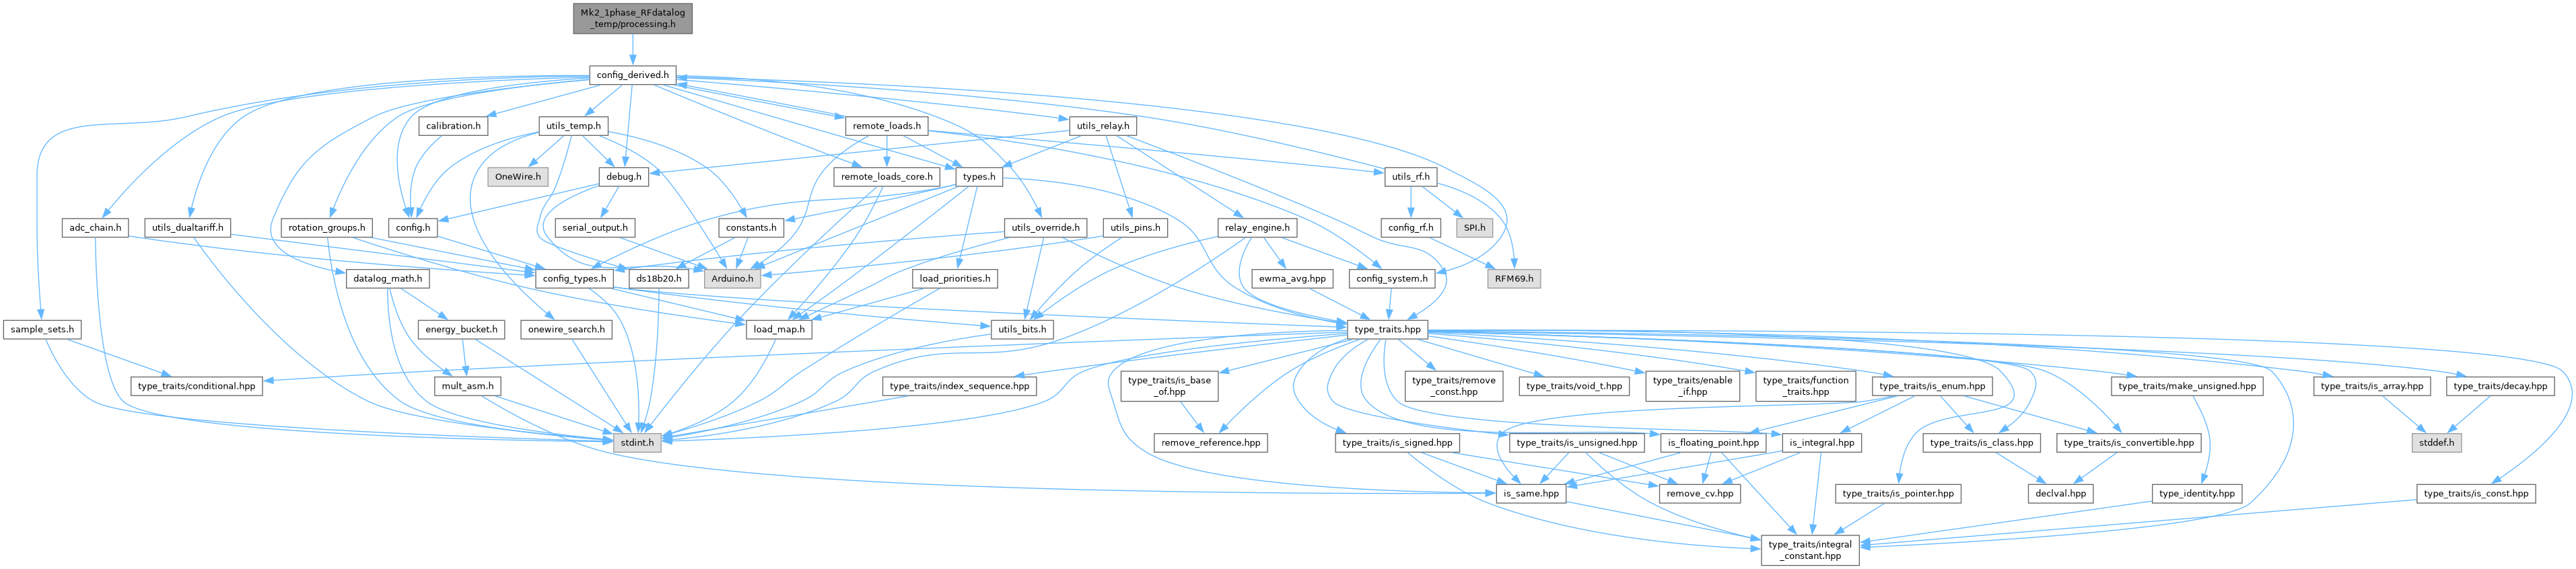 Mk2_1phase_RFdatalog
_temp/processing.h
config_derived.h
calibration.h
utils_temp.h
remote_loads.h
utils_relay.h
OneWire.h
debug.h
remote_loads_core.h
types.h
utils_rf.h
adc_chain.h
utils_dualtariff.h
rotation_groups.h
config.h
serial_output.h
constants.h
utils_override.h
utils_pins.h
relay_engine.h
config_rf.h
SPI.h
datalog_math.h
config_types.h
ds18b20.h
Arduino.h
load_priorities.h
ewma_avg.hpp
config_system.h
RFM69.h
sample_sets.h
energy_bucket.h
onewire_search.h
load_map.h
utils_bits.h
type_traits.hpp
type_traits/conditional.hpp
mult_asm.h
type_traits/index_sequence.hpp
type_traits/is_base
_of.hpp
type_traits/remove
_const.hpp
type_traits/void_t.hpp
type_traits/enable
_if.hpp
type_traits/function
_traits.hpp
type_traits/is_enum.hpp
type_traits/make_unsigned.hpp
type_traits/is_array.hpp
type_traits/decay.hpp
stdint.h
remove_reference.hpp
type_traits/is_signed.hpp
type_traits/is_unsigned.hpp
is_floating_point.hpp
is_integral.hpp
type_traits/is_class.hpp
type_traits/is_convertible.hpp
stddef.h
is_same.hpp
remove_cv.hpp
type_traits/is_pointer.hpp
declval.hpp
type_identity.hpp
type_traits/is_const.hpp
type_traits/integral
_constant.hpp